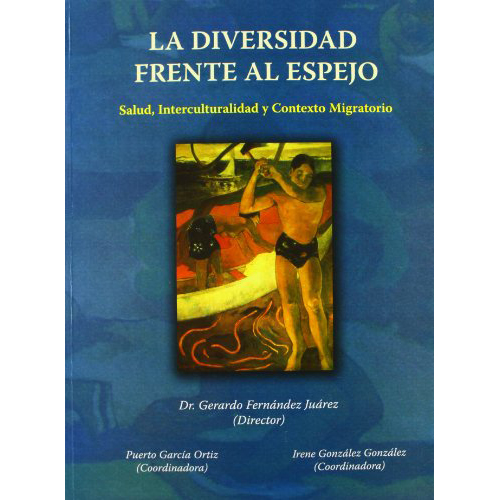 LA DIVERSIDAD
FRENTE AL ESPEJO
Salud, Interculturalidad y Contexto Migratorio
Dr. Gerardo Fernández Juárez
(Director)
Puerto García Ortiz
(Coordinadora)
Irene González González
(Coordinadora)